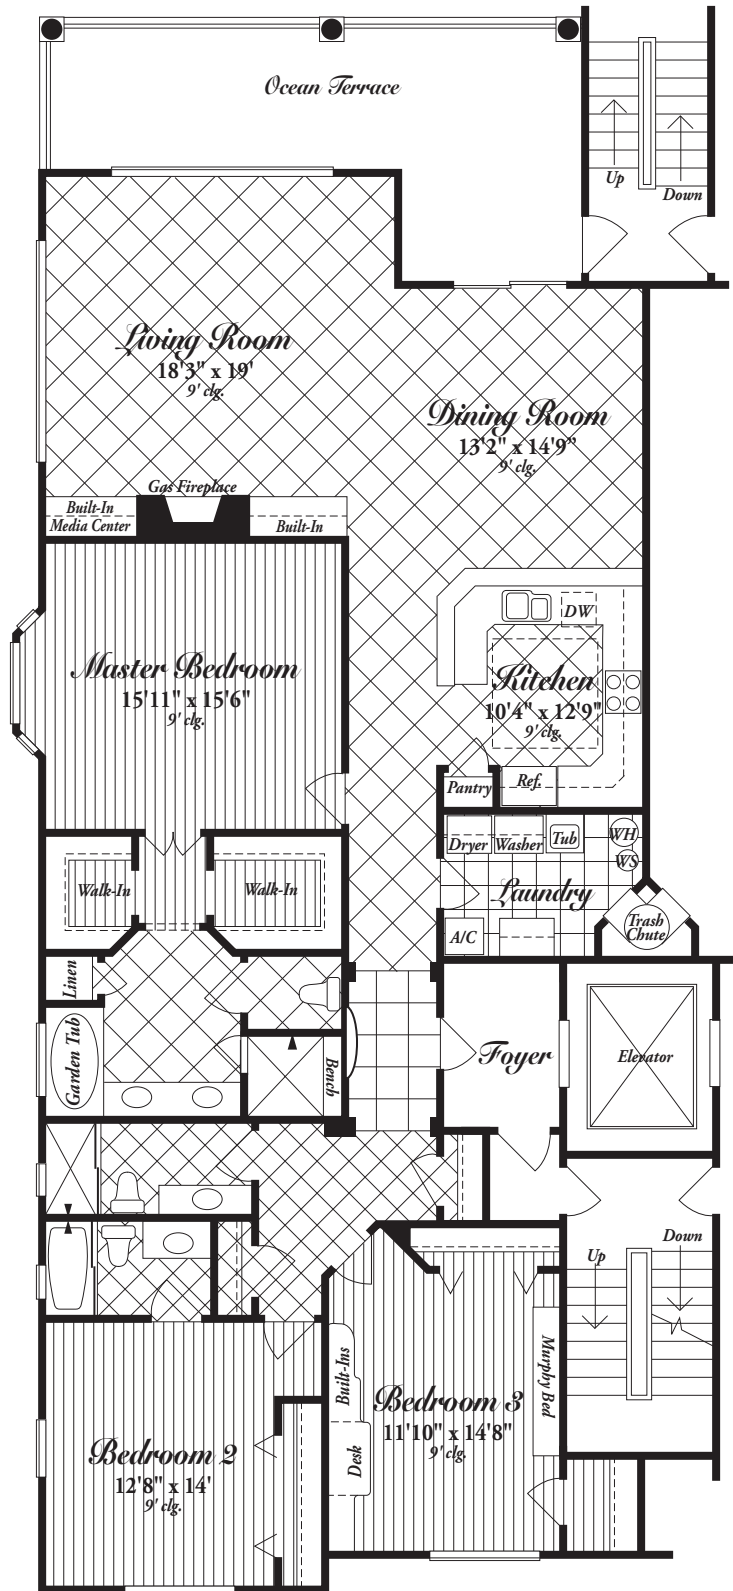 Ocean Terrace
Up
Down
Living Room
18'3" x 19'
9' clg.
Dining Room
13'2" x 14'9”
9' clg.
Gas Fireplace
Built-In
Media Center
Built-In
DW
Master Bedroom
15'11" x 15'6"
9' clg.
Kitchen
10'4" x 12'9"
9' clg.
Pantry
Ref.
Dryer
Washer
Tub
WH
WS
Walk-In
Walk-In
Laundry
A/C
Trash
Chute
Linen
Garden Tub
Bench
Foyer
Elevator
Up
Down
Built-Ins
Murphy Bed
Bedroom 3
11'10" x 14'8"
9' clg.
Desk
Bedroom 2
12'8" x 14'
9' clg.